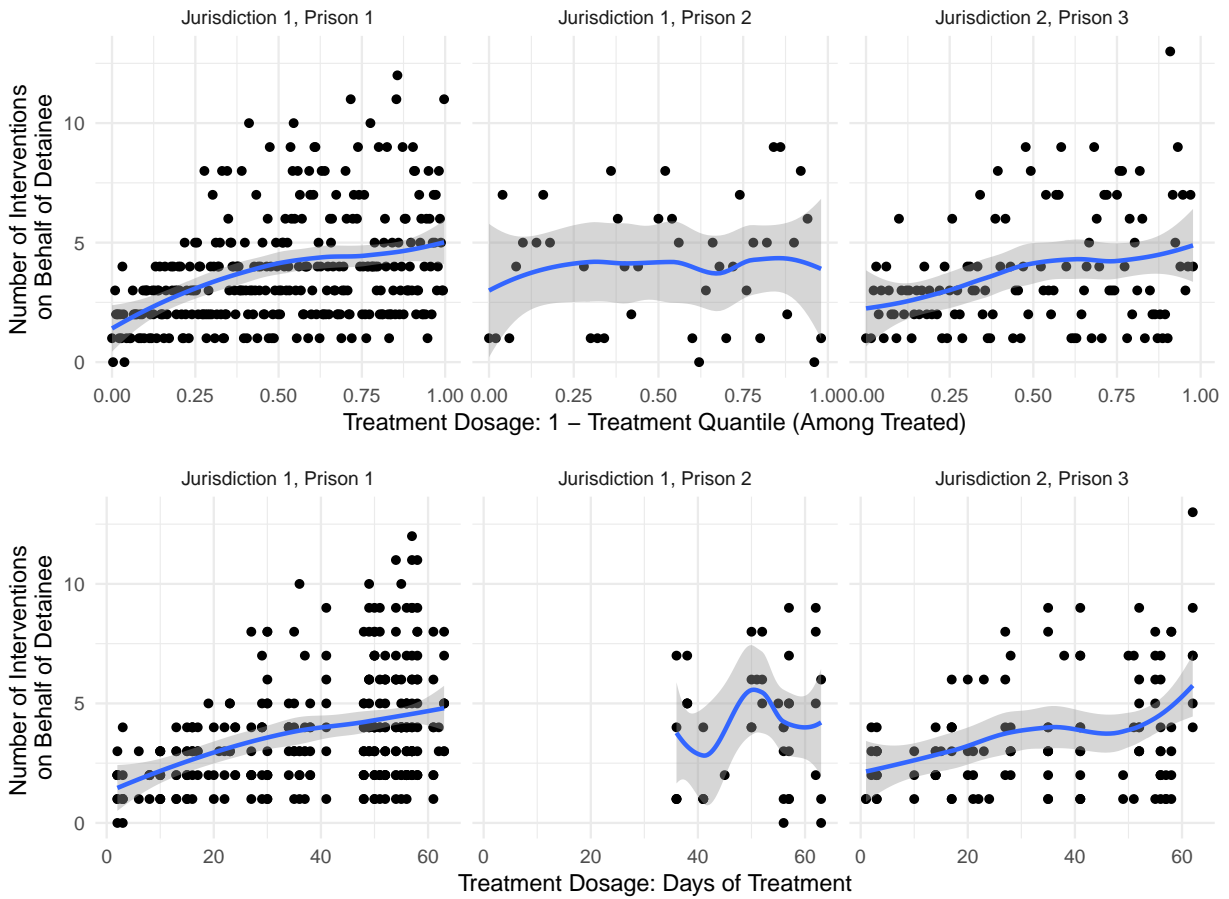 Jurisdiction 1, Prison 1
Jurisdiction 1, Prison 2
Jurisdiction 2, Prison 3
Number of Interventions
on Behalf of Detainee
10
5
0
0.00 0.25 0.50 0.75 1.00
0.00 0.25 0.50 0.75 1.00
0.00 0.25 0.50 0.75 1.00
Treatment Dosage: 1 − Treatment Quantile (Among Treated)
Jurisdiction 1, Prison 1
Jurisdiction 1, Prison 2
Jurisdiction 2, Prison 3
Number of Interventions
on Behalf of Detainee
10
5
0
0 20 40 60
0 20 40 60
0 20 40 60
Treatment Dosage: Days of Treatment